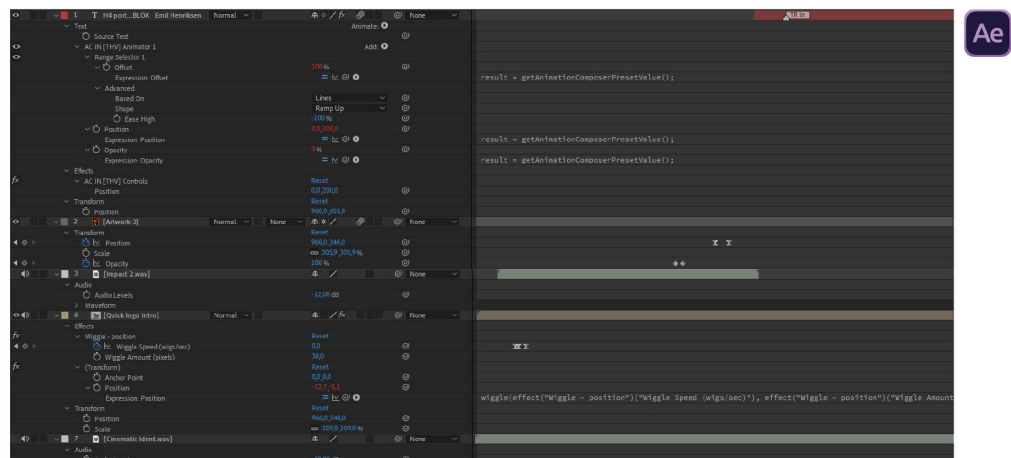 1 T H4 port...BLOK Emil Henriksen Normal None TR in
Ae
Text Animate:
Source Text
AC IN [THV] Animator 1 Add:
Range Selector 1
Offset 100 %
Expression: Offset result = getAnimationComposerPresetValue();
Advanced
Based On Lines
Shape Ramp Up
Ease High -100 %
Position 0,0,200,0
Expression: Position result = getAnimationComposerPresetValue();
Opacity 0 %
Expression: Opacity result = getAnimationComposerPresetValue();
Effects
fx AC IN [THV] Controls Reset
Position 0,0,200,0
Transform Reset
Position 960,0,601,0
2 [Artwork 3] Normal None None
Transform Reset
Position 960,0,146,0
Scale 305,9,305,9 %
Opacity 100 %
3 [Impact 2.wav] None
Audio
Audio Levels -12,00 dB
Waveform
6 [Quick logo Intro] Normal fx None
Effects
fx Wiggle - position Reset
Wiggle Speed (wigs/sec) 0,0
Wiggle Amount (pixels) 30,0
fx (Transform) Reset
Anchor Point 0,0,0,0
Position -12,7,-5,1
Expression: Position wiggle(effect("Wiggle - position")("Wiggle Speed (wigs/sec)"), effect("Wiggle - position")("Wiggle Amount
Transform Reset
Position 960,0,540,0
Scale 109,0,109,0 %
7 [Cinematic Ident.wav] None
Audio